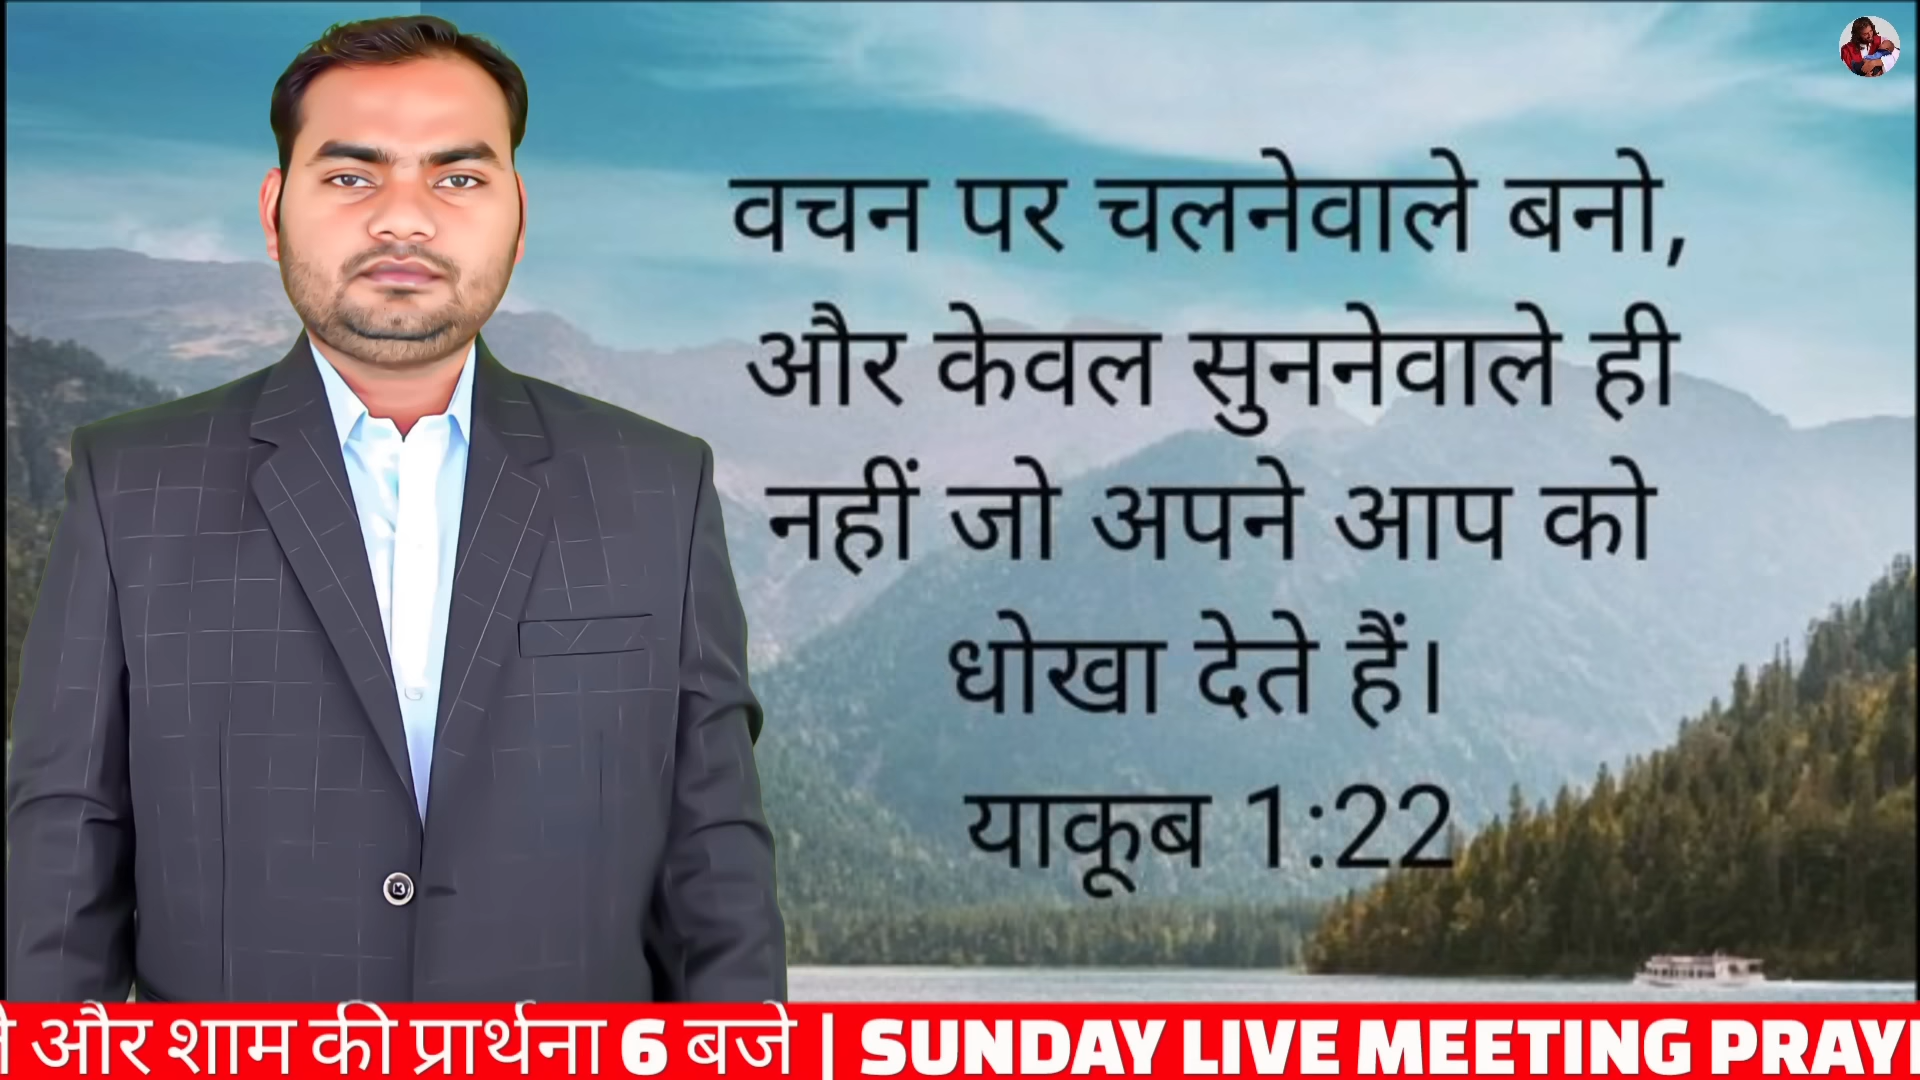 वचन पर चलनेवाले बनो,
और केवल सुननेवाले ही
नहीं जो अपने आप को
धोखा देते हैं।
याकूब 1:22
और शाम की प्रार्थना 6 बजे | SUNDAY LIVE MEETING